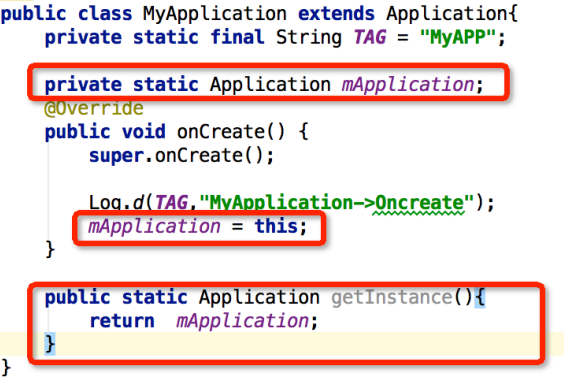 public class MyApplication extends Application{
private static final String TAG = "MyAPP";
private static Application mApplication;
@Override
public void onCreate() {
super.onCreate();
Log.d(TAG,"MyApplication->Oncreate");
mApplication = this;
}
public static Application getInstance(){
return mApplication;
}
}